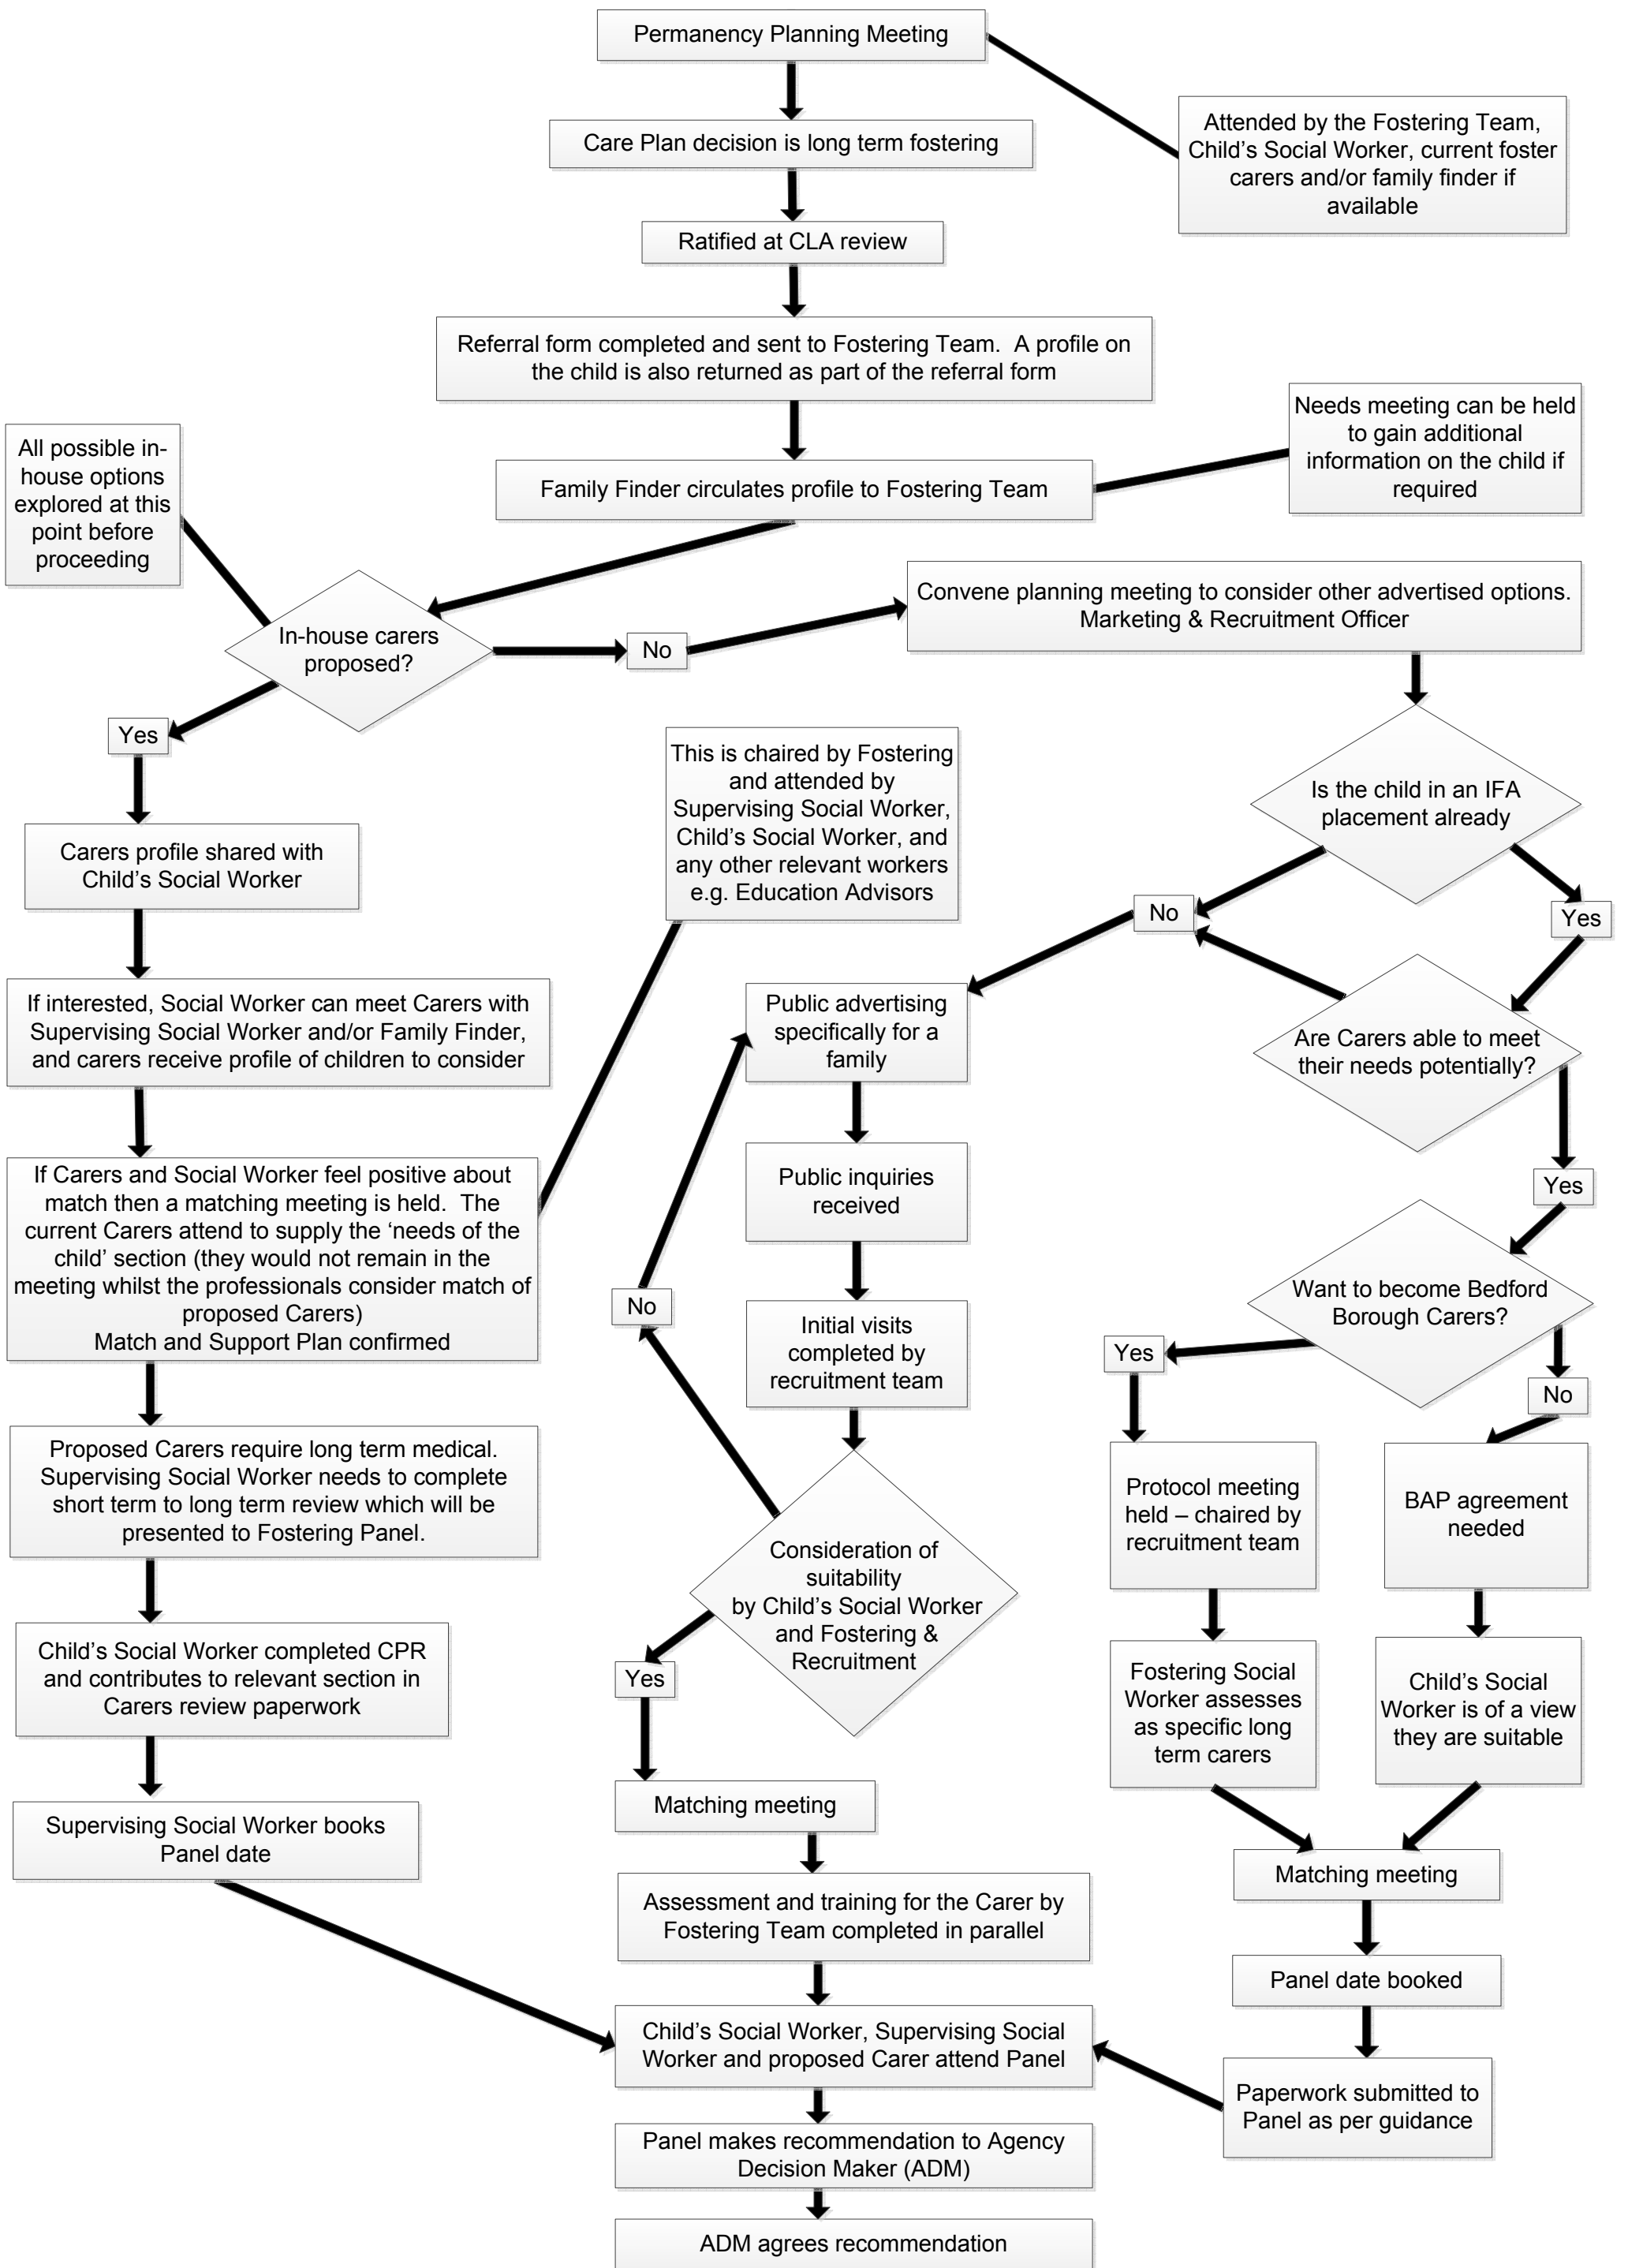 Permanency Planning Meeting
Attended by the Fostering Team,
Child's Social Worker, current foster
carers and/or family finder if
available
Care Plan decision is long term fostering
Ratified at CLA review
Referral form completed and sent to Fostering Team.  A profile on
the child is also returned as part of the referral form
Needs meeting can be held
to gain additional
information on the child if
required
All possible in-
house options
explored at this
point before
proceeding
Family Finder circulates profile to Fostering Team
In-house carers
proposed?
No
Convene planning meeting to consider other advertised options.
Marketing & Recruitment Officer
Yes
Carers profile shared with
Child's Social Worker
If interested, Social Worker can meet Carers with
Supervising Social Worker and/or Family Finder,
and carers receive profile of children to consider
If Carers and Social Worker feel positive about
match then a matching meeting is held.  The
current Carers attend to supply the 'needs of the
child' section (they would not remain in the
meeting whilst the professionals consider match of
proposed Carers)
Match and Support Plan confirmed
This is chaired by Fostering
and attended by
Supervising Social Worker,
Child's Social Worker, and
any other relevant workers
e.g. Education Advisors
Proposed Carers require long term medical.
Supervising Social Worker needs to complete
short term to long term review which will be
presented to Fostering Panel.
Child's Social Worker completed CPR
and contributes to relevant section in
Carers review paperwork
Supervising Social Worker books
Panel date
Is the child in an IFA
placement already
No
Yes
Are Carers able to meet
their needs potentially?
Yes
Want to become Bedford
Borough Carers?
Yes
No
Protocol meeting
held – chaired by
recruitment team
BAP agreement
needed
Fostering Social
Worker assesses
as specific long
term carers
Child's Social
Worker is of a view
they are suitable
Matching meeting
Panel date booked
Paperwork submitted to
Panel as per guidance
Public advertising
specifically for a
family
Public inquiries
received
Initial visits
completed by
recruitment team
No
Consideration of
suitability
by Child's Social Worker
and Fostering &
Recruitment
Yes
Matching meeting
Assessment and training for the Carer by
Fostering Team completed in parallel
Child's Social Worker, Supervising Social
Worker and proposed Carer attend Panel
Panel makes recommendation to Agency
Decision Maker (ADM)
ADM agrees recommendation